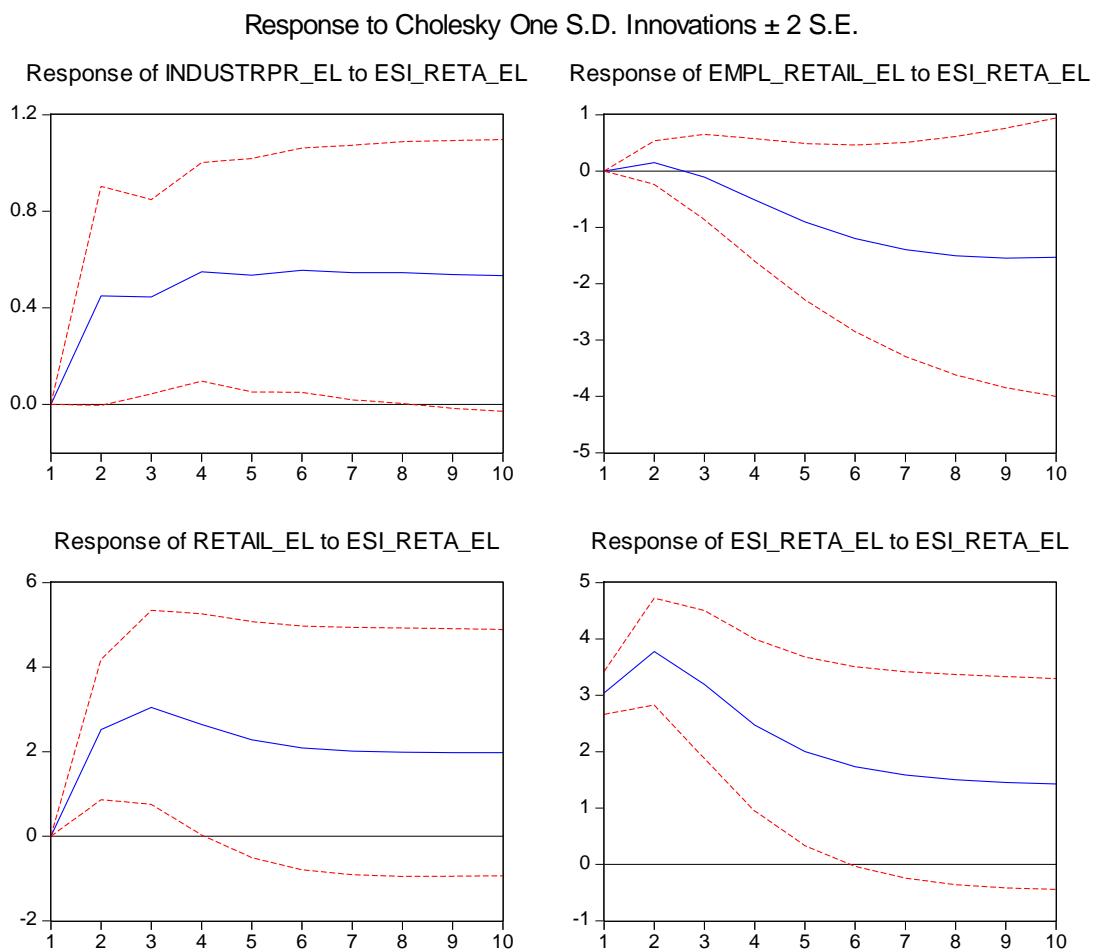 Response to Cholesky One S.D. Innovations ± 2 S.E.
Response of INDUSTRPR_EL to ESI_RETA_EL
1.2
0.8
0.4
0.0
1 2 3 4 5 6 7 8 9 10
Response of EMPL_RETAIL_EL to ESI_RETA_EL
1
0
-1
-2
-3
-4
-5
1 2 3 4 5 6 7 8 9 10
Response of RETAIL_EL to ESI_RETA_EL
6
4
2
0
-2
1 2 3 4 5 6 7 8 9 10
Response of ESI_RETA_EL to ESI_RETA_EL
5
4
3
2
1
0
-1
1 2 3 4 5 6 7 8 9 10